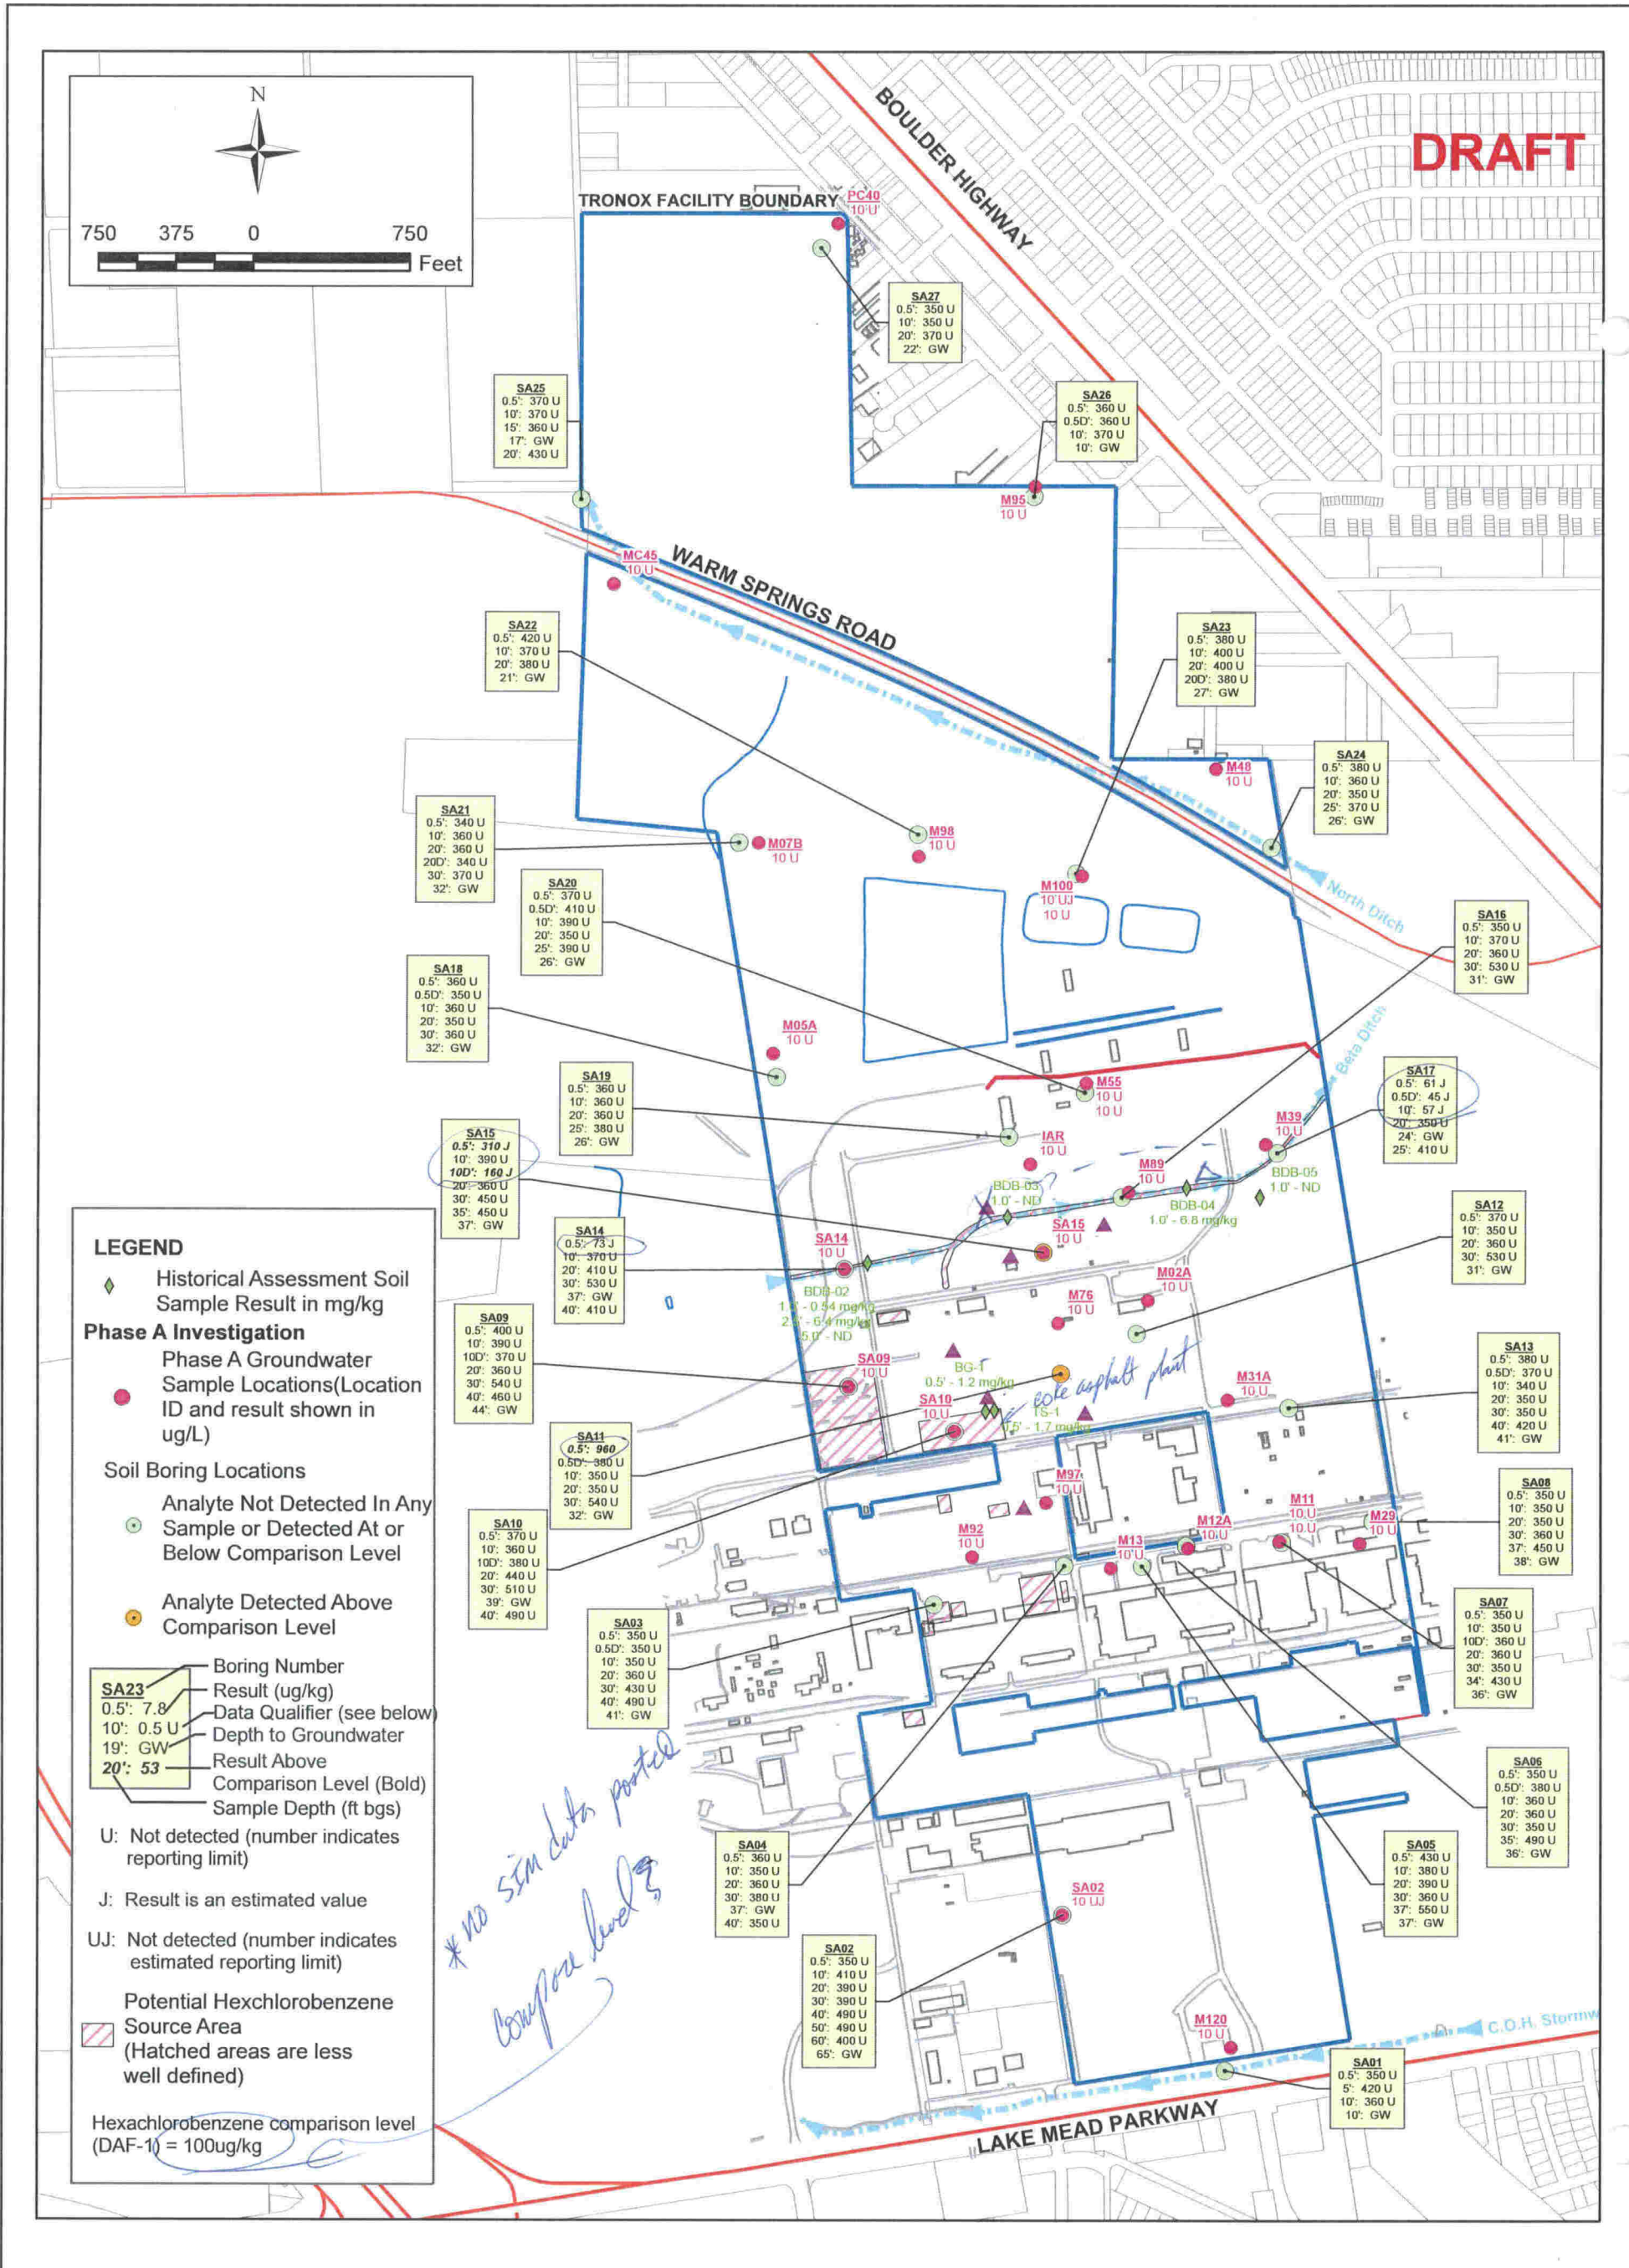 N
750 375 0 750
Feet
DRAFT
BOULDER HIGHWAY
TRONOX FACILITY BOUNDARY
PC40
10 U
SA27
0.5': 350 U
10': 350 U
20': 370 U
22': GW
SA25
0.5': 370 U
10': 370 U
15': 360 U
17': GW
20': 430 U
SA26
0.5': 360 U
0.5D': 360 U
10': 370 U
10': GW
M95
10 U
MC45
10 U
WARM SPRINGS ROAD
SA22
0.5': 420 U
10': 370 U
20': 380 U
21': GW
SA23
0.5': 380 U
10': 400 U
20': 400 U
20D': 380 U
27': GW
M48
10 U
SA24
0.5': 380 U
10': 360 U
20': 350 U
25': 370 U
26': GW
SA21
0.5': 340 U
10': 360 U
20': 360 U
20D': 340 U
30': 370 U
32': GW
M07B
10 U
M98
10 U
M100
10 UJ
10 U
North Ditch
SA20
0.5': 370 U
0.5D': 410 U
10': 390 U
20': 350 U
25': 390 U
26': GW
SA16
0.5': 350 U
10': 370 U
20': 360 U
30': 530 U
31': GW
SA18
0.5': 360 U
0.5D': 350 U
10': 360 U
20': 350 U
30': 360 U
32': GW
M05A
10 U
Beta Ditch
SA19
0.5': 360 U
10': 360 U
20': 360 U
25': 380 U
26': GW
M55
10 U
10 U
SA17
0.5': 61 J
0.5D': 45 J
10': 57 J
20': 350 U
24': GW
25': 410 U
M39
10 U
IAR
10 U
SA15
0.5': 310 J
10': 390 U
10D': 160 J
20': 360 U
30': 450 U
35': 450 U
37': GW
BDB-03
1.0' - ND
?
M89
10 U
BDB-05
1.0' - ND
BDB-04
1.0' - 6.8 mg/kg
SA12
0.5': 370 U
10': 350 U
20': 360 U
30': 530 U
31': GW
SA14
0.5': 73 J
10': 370 U
20': 410 U
30': 530 U
37': GW
40': 410 U
SA14
10 U
SA15
10 U
BDB-02
1.0' - 0.54 mg/kg
2.5' - 6.4 mg/kg
5.0' - ND
M02A
10 U
M76
10 U
SA09
0.5': 400 U
10': 390 U
10D': 370 U
20': 360 U
30': 540 U
40': 460 U
44': GW
SA09
10 U
BG-1
0.5' - 1.2 mg/kg
asphalt plant
SA10
10 U
TS-1
- 1.7 mg/kg
M31A
10 U
SA13
0.5': 380 U
0.5D': 370 U
10': 340 U
20': 350 U
30': 350 U
40': 420 U
41': GW
SA11
0.5': 960
0.5D': 380 U
10': 350 U
20': 350 U
30': 540 U
32': GW
SA10
0.5': 370 U
10': 360 U
10D': 380 U
20': 440 U
30': 510 U
39': GW
40': 490 U
M97
10 U
M92
10 U
M13
10 U
M12A
10 U
M11
10 U
10 U
M29
10 U
SA08
0.5': 350 U
10': 350 U
20': 350 U
30': 360 U
37': 450 U
38': GW
SA03
0.5': 350 U
0.5D': 350 U
10': 350 U
20': 360 U
30': 430 U
40': 490 U
41': GW
SA07
0.5': 350 U
10': 350 U
10D': 360 U
20': 360 U
30': 350 U
34': 430 U
36': GW
SA06
0.5': 350 U
0.5D': 380 U
10': 360 U
20': 360 U
30': 350 U
35': 490 U
36': GW
SA04
0.5': 360 U
10': 350 U
20': 360 U
30': 380 U
37': GW
40': 350 U
SA05
0.5': 430 U
10': 380 U
20': 390 U
30': 360 U
37': 550 U
37': GW
SA02
10 UJ
SA02
0.5': 350 U
10': 410 U
20': 390 U
30': 390 U
40': 490 U
50': 490 U
60': 400 U
65': GW
M120
10 U
C.O.H. Stormw
SA01
0.5': 350 U
5': 420 U
10': 360 U
10': GW
LAKE MEAD PARKWAY
* no SIM data posted
LEGEND
Historical Assessment Soil
Sample Result in mg/kg
Phase A Investigation
Phase A Groundwater
Sample Locations(Location
ID and result shown in
ug/L)
Soil Boring Locations
Analyte Not Detected In Any
Sample or Detected At or
Below Comparison Level
Analyte Detected Above
Comparison Level
SA23
0.5': 7.8
10': 0.5 U
19': GW
20': 53
Boring Number
Result (ug/kg)
Data Qualifier (see below)
Depth to Groundwater
Result Above
Comparison Level (Bold)
Sample Depth (ft bgs)
U: Not detected (number indicates
reporting limit)
J: Result is an estimated value
UJ: Not detected (number indicates
estimated reporting limit)
Potential Hexchlorobenzene
Source Area
(Hatched areas are less
well defined)
Hexachlorobenzene comparison level
(DAF-1) = 100ug/kg